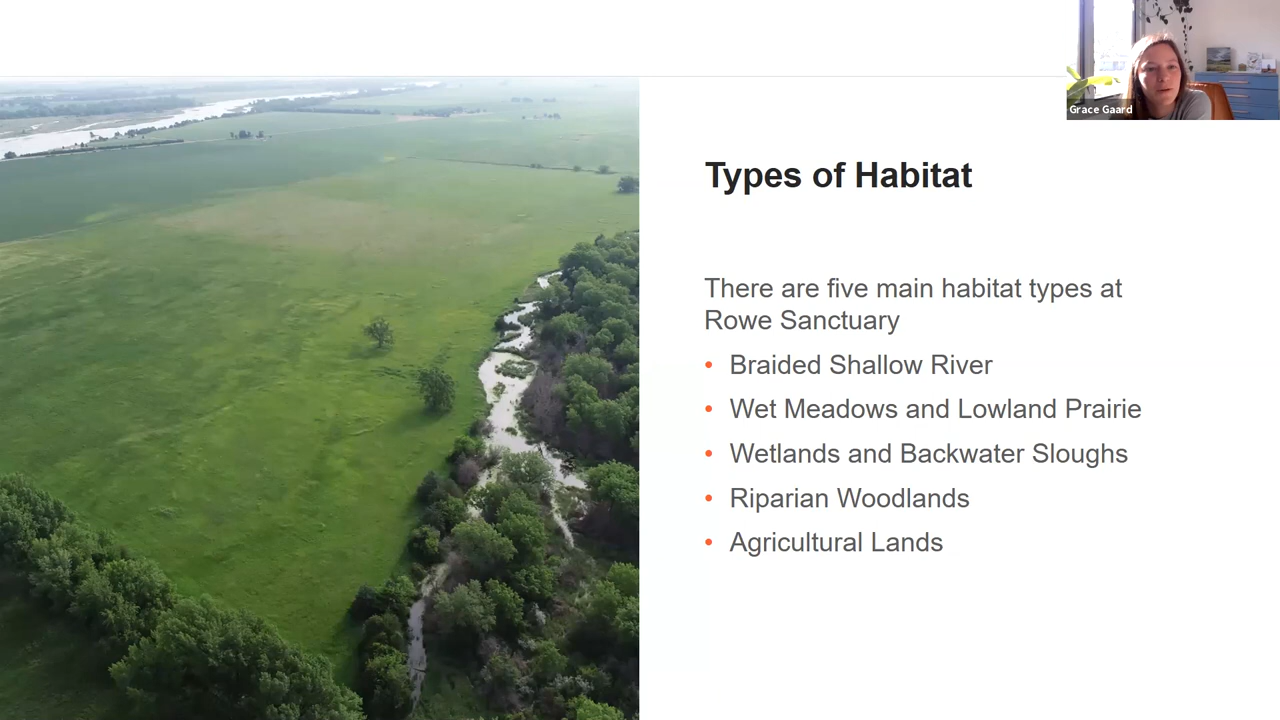 Grace Gaard
Types of Habitat
There are five main habitat types at
Rowe Sanctuary
• Braided Shallow River
• Wet Meadows and Lowland Prairie
• Wetlands and Backwater Sloughs
• Riparian Woodlands
• Agricultural Lands